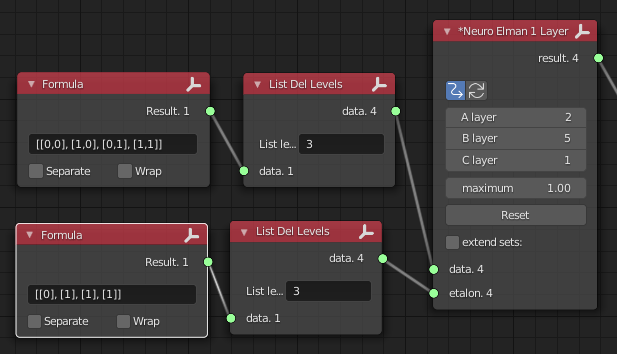 *Neuro Elman 1 Layer
result. 4
A layer 2
B layer 5
C layer 1
maximum 1.00
Reset
extend sets:
data. 4
etalon. 4
Formula
Result. 1
[[0,0], [1,0], [0,1], [1,1]]
Separate Wrap
List Del Levels
data. 4
List le... 3
data. 1
Formula
Result. 1
[[0], [1], [1], [1]]
Separate Wrap
List Del Levels
data. 4
List le... 3
data. 1